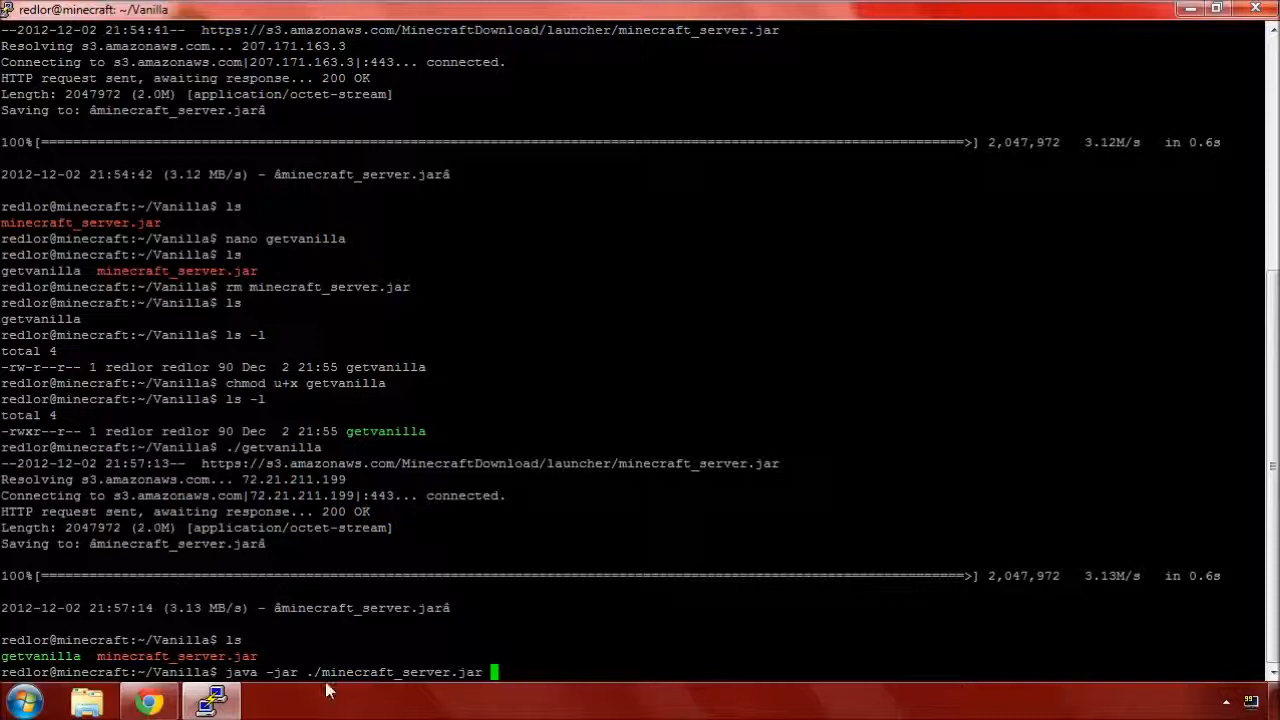 redlor@minecraft: ~/Vanilla
--2012-12-02 21:54:41--  https://s3.amazonaws.com/MinecraftDownload/launcher/minecraft_server.jar
Resolving s3.amazonaws.com... 207.171.163.3
Connecting to s3.amazonaws.com|207.171.163.3|:443... connected.
HTTP request sent, awaiting response... 200 OK
Length: 2047972 (2.0M) [application/octet-stream]
Saving to: âminecraft_server.jarâ
100%[===================================================================================================================>] 2,047,972   3.12M/s   in 0.6s
2012-12-02 21:54:42 (3.12 MB/s) - âminecraft_server.jarâ
redlor@minecraft:~/Vanilla$ ls
minecraft_server.jar
redlor@minecraft:~/Vanilla$ nano getvanilla
redlor@minecraft:~/Vanilla$ ls
getvanilla  minecraft_server.jar
redlor@minecraft:~/Vanilla$ rm minecraft_server.jar
redlor@minecraft:~/Vanilla$ ls
getvanilla
redlor@minecraft:~/Vanilla$ ls -l
total 4
-rw-r--r-- 1 redlor redlor 90 Dec  2 21:55 getvanilla
redlor@minecraft:~/Vanilla$ chmod u+x getvanilla
redlor@minecraft:~/Vanilla$ ls -l
total 4
-rwxr--r-- 1 redlor redlor 90 Dec  2 21:55 getvanilla
redlor@minecraft:~/Vanilla$ ./getvanilla
--2012-12-02 21:57:13--  https://s3.amazonaws.com/MinecraftDownload/launcher/minecraft_server.jar
Resolving s3.amazonaws.com... 72.21.211.199
Connecting to s3.amazonaws.com|72.21.211.199|:443... connected.
HTTP request sent, awaiting response... 200 OK
Length: 2047972 (2.0M) [application/octet-stream]
Saving to: âminecraft_server.jarâ
100%[===================================================================================================================>] 2,047,972   3.13M/s   in 0.6s
2012-12-02 21:57:14 (3.13 MB/s) - âminecraft_server.jarâ
redlor@minecraft:~/Vanilla$ ls
getvanilla  minecraft_server.jar
redlor@minecraft:~/Vanilla$ java -jar ./minecraft_server.jar
99